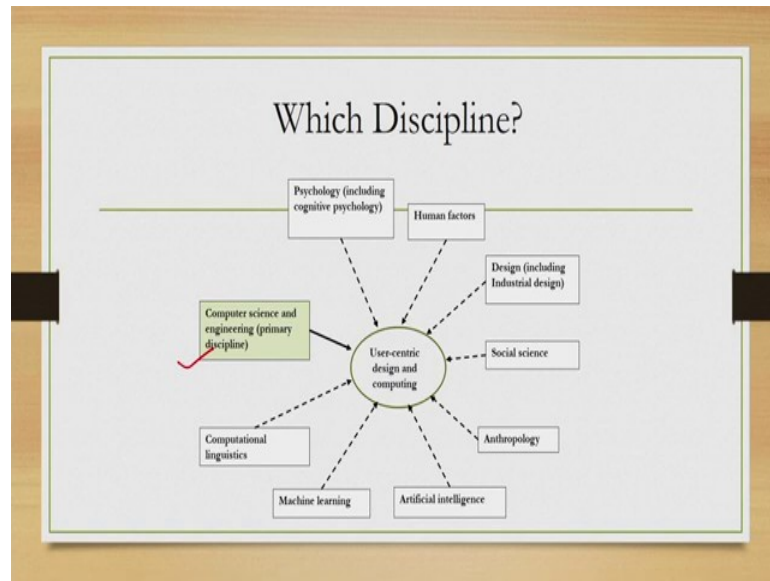 Which Discipline?
Psychology (including
cognitive psychology)
Human factors
Design (including
Industrial design)
Computer science and
engineering (primary
discipline)
User-centric
design and
computing
Social science
Computational
linguistics
Anthropology
Machine learning
Artificial intelligence